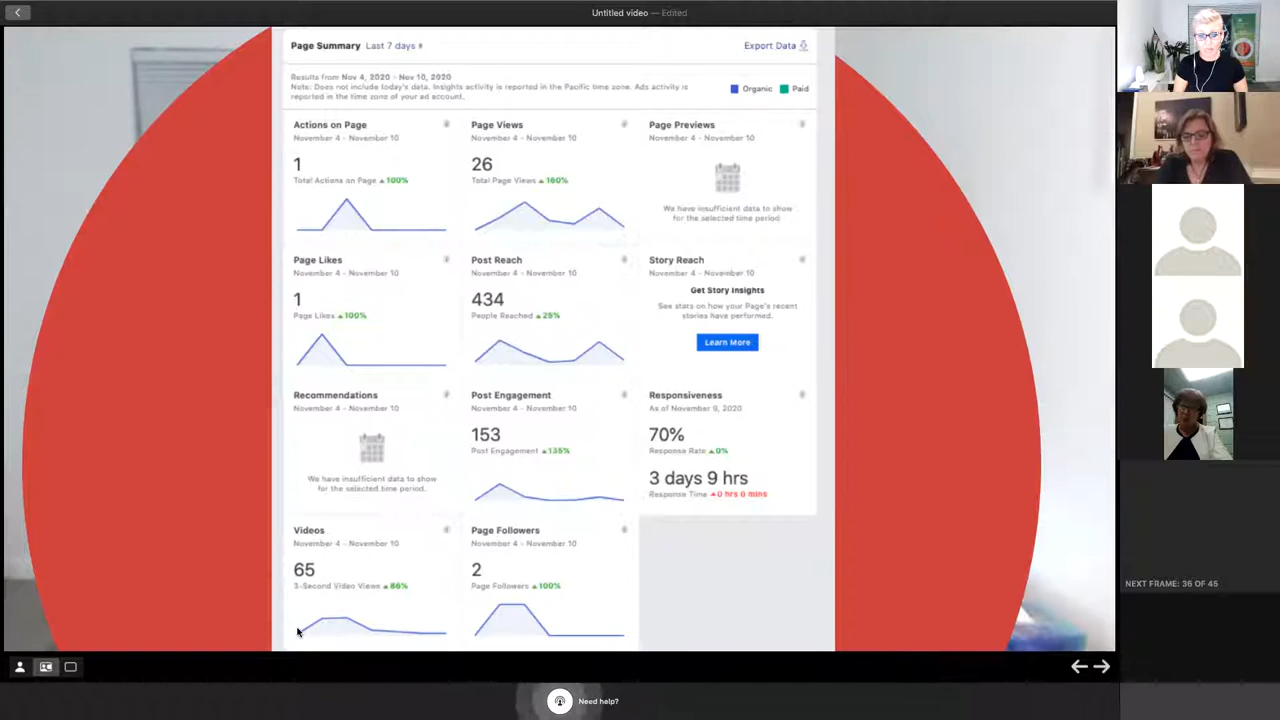 Untitled video — Edited
Page Summary Last 7 days
Export Data
Results from Nov 4, 2020 - Nov 10, 2020
Note: Does not include today's data. Insights activity is reported in the Pacific time zone. Ads activity is
reported in the time zone of your ad account.
Organic Paid
Actions on Page
November 4 - November 10
1
Total Actions on Page ▲100%
Page Views
November 4 - November 10
26
Total Page Views ▲160%
Page Previews
November 4 - November 10
We have insufficient data to show
for the selected time period
Page Likes
November 4 - November 10
1
Page Likes ▲100%
Post Reach
November 4 - November 10
434
People Reached ▲25%
Story Reach
November 4 - November 10
Get Story Insights
See stats on how your Page's recent
stories have performed.
Learn More
Recommendations
November 4 - November 10
We have insufficient data to show
for the selected time period.
Post Engagement
November 4 - November 10
153
Post Engagement ▲135%
Responsiveness
As of November 9, 2020
70%
Response Rate ▲0%
3 days 9 hrs
Response Time ▲0 hrs 0 mins
Videos
November 4 - November 10
65
3-Second Video Views ▲86%
Page Followers
November 4 - November 10
2
Page Followers ▲100%
NEXT FRAME: 36 OF 45
Need help?